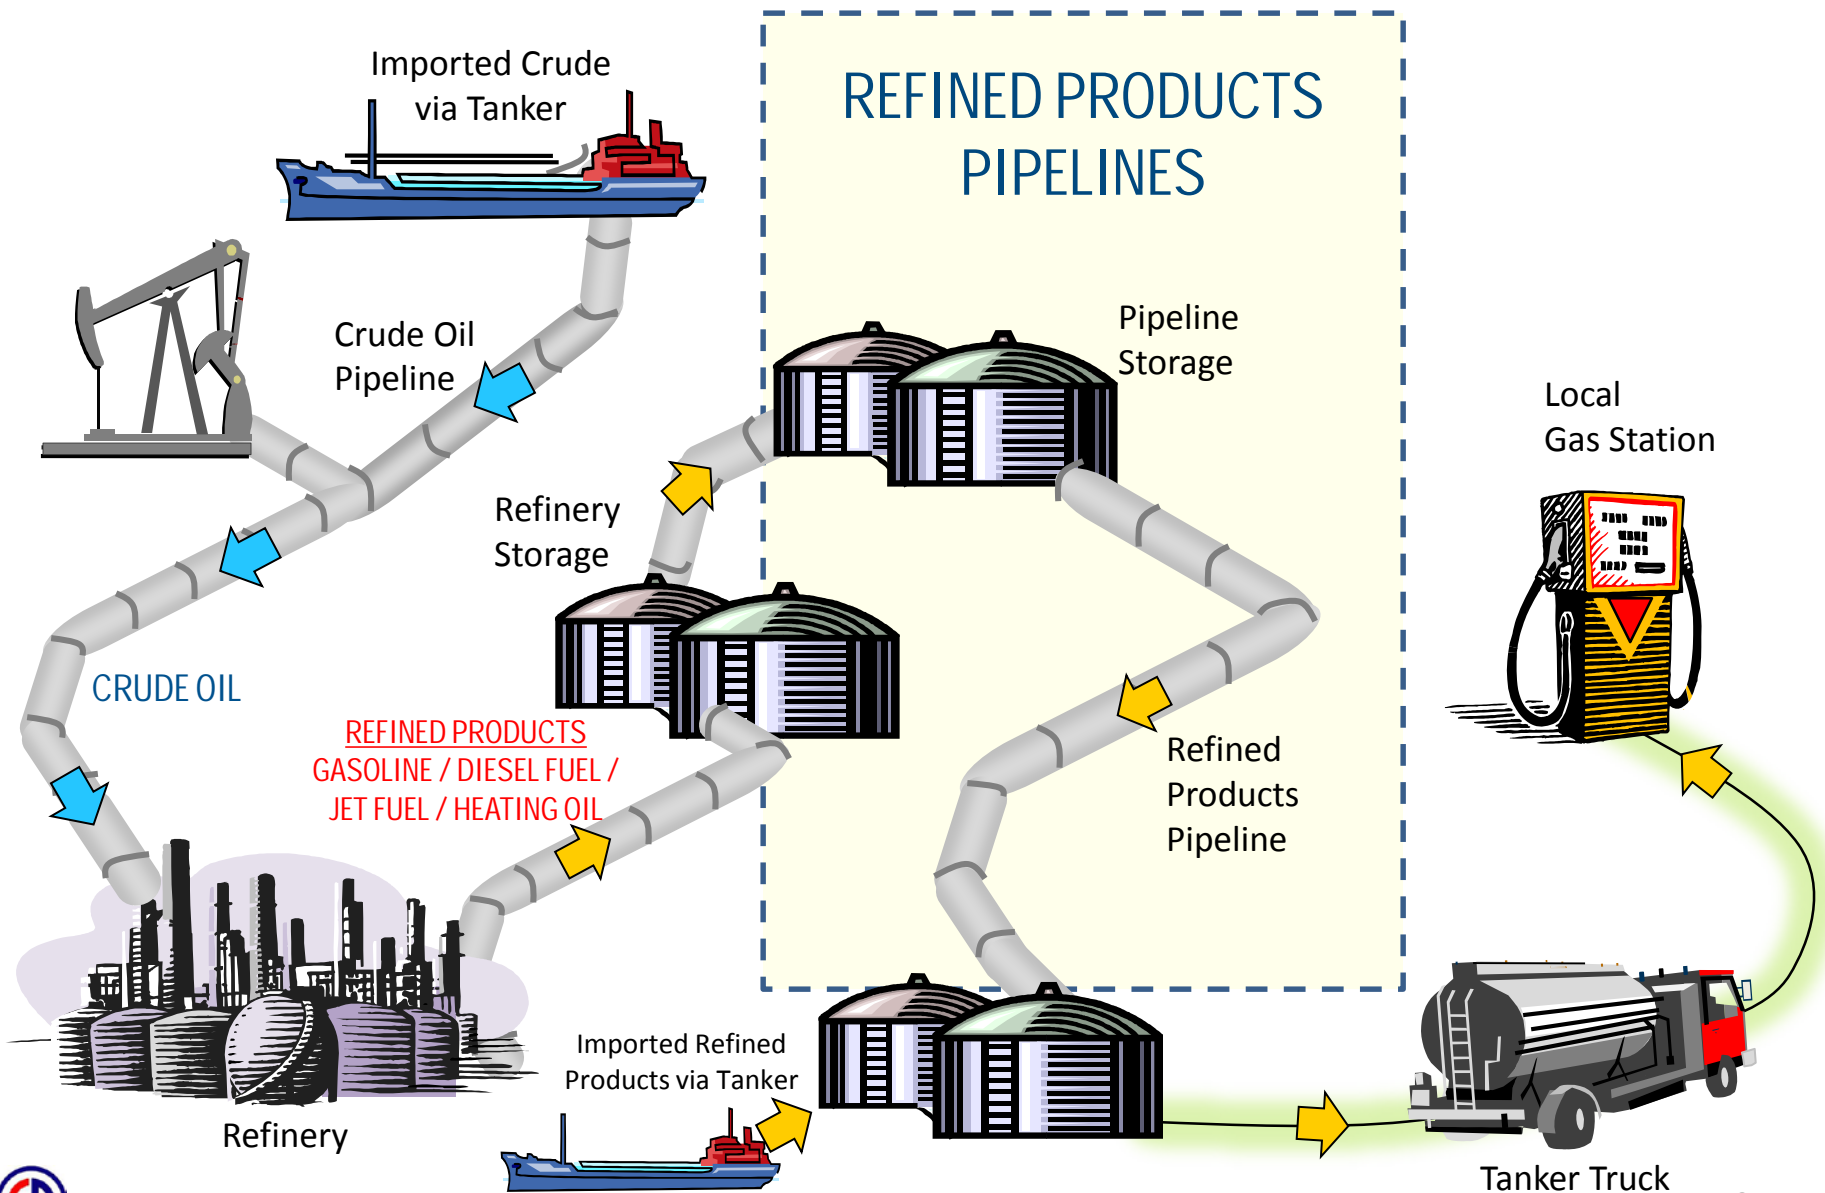 Imported Crude
via Tanker
REFINED PRODUCTS
PIPELINES
Crude Oil
Pipeline
Pipeline
Storage
Local
Gas Station
Refinery
Storage
CRUDE OIL
REFINED PRODUCTS
GASOLINE / DIESEL FUEL /
JET FUEL / HEATING OIL
Refined
Products
Pipeline
Imported Refined
Products via Tanker
Refinery
Tanker Truck